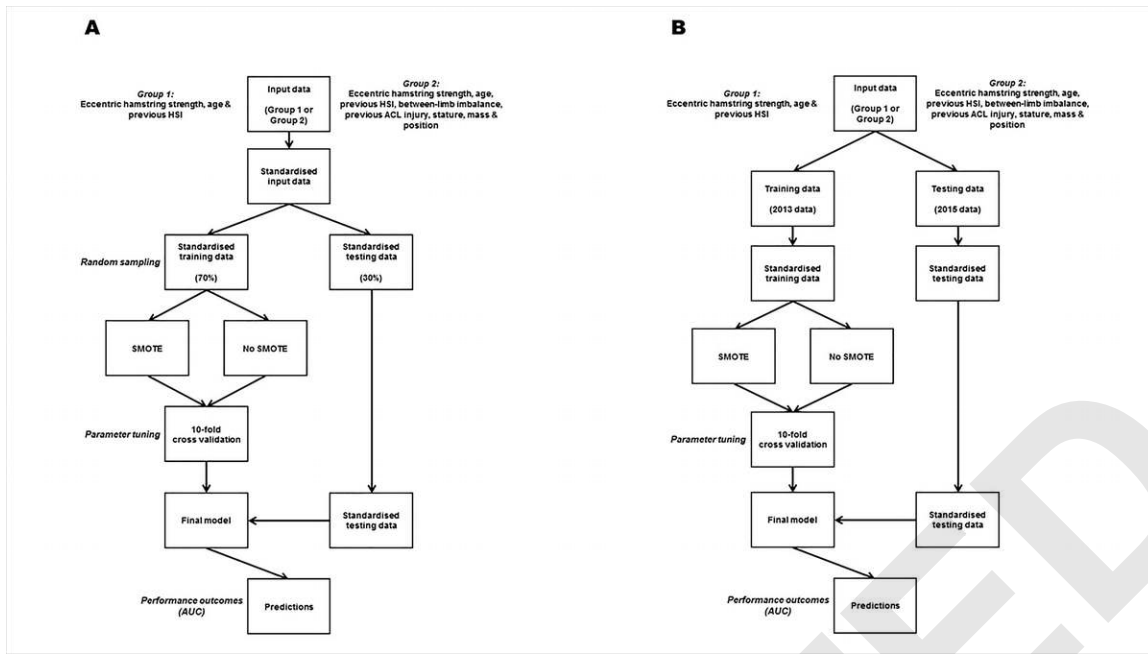 A
Group 1:
Eccentric hamstring strength, age &
previous HSI
Input data
(Group 1 or
Group 2)
Group 2:
Eccentric hamstring strength, age,
previous HSI, between-limb imbalance,
previous ACL injury, stature, mass &
position
Standardised
input data
Random sampling
Standardised
training data
(70%)
Standardised
testing data
(30%)
SMOTE
No SMOTE
Parameter tuning
10-fold
cross validation
Final model
Standardised
testing data
Performance outcomes
(AUC)
Predictions
B
Group 1:
Eccentric hamstring strength, age &
previous HSI
Input data
(Group 1 or
Group 2)
Group 2:
Eccentric hamstring strength, age,
previous HSI, between-limb imbalance,
previous ACL injury, stature, mass &
position
Training data
(2013 data)
Testing data
(2015 data)
Standardised
training data
Standardised
testing data
SMOTE
No SMOTE
Parameter tuning
10-fold
cross validation
Final model
Standardised
testing data
Performance outcomes
(AUC)
Predictions